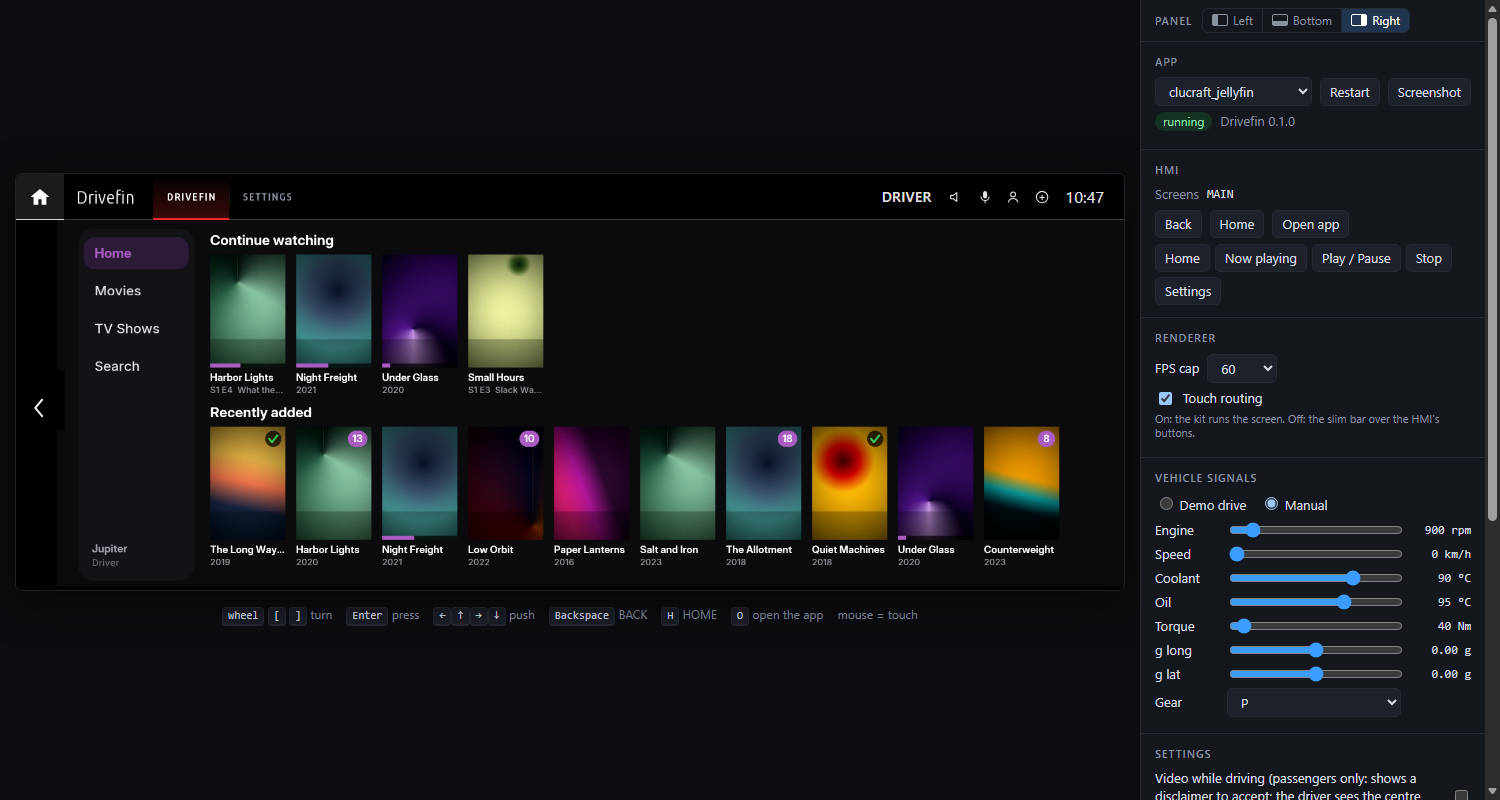 Drivefin
DRIVEFIN
SETTINGS
DRIVER
10:47
Home
Movies
TV Shows
Search
Jupiter
Driver
Continue watching
13
10
18
8
Harbor Lights
S1 E4 What the...
Night Freight
2021
Under Glass
2020
Small Hours
S1 E3 Slack Wa...
Recently added
The Long Way...
2019
Harbor Lights
2020
Night Freight
2021
Low Orbit
2022
Paper Lanterns
2016
Salt and Iron
2023
The Allotment
2018
Quiet Machines
2018
Under Glass
2020
Counterweight
2023
wheel [ ] turn Enter press ← ↑ → ↓ push Backspace BACK H HOME O open the app mouse = touch
PANEL Left Bottom Right
APP
clucraft_jellyfin Restart Screenshot
running Drivefin 0.1.0
HMI
Screens MAIN
Back Home Open app
Home Now playing Play / Pause Stop
Settings
RENDERER
FPS cap 60
Touch routing
On: the kit runs the screen. Off: the slim bar over the HMI's
buttons.
VEHICLE SIGNALS
Demo drive Manual
Engine 900 rpm
Speed 0 km/h
Coolant 90 °C
Oil 95 °C
Torque 40 Nm
g long 0.00 g
g lat 0.00 g
Gear P
SETTINGS
Video while driving (passengers only: shows a
disclaimer to accept; the driver sees the centre